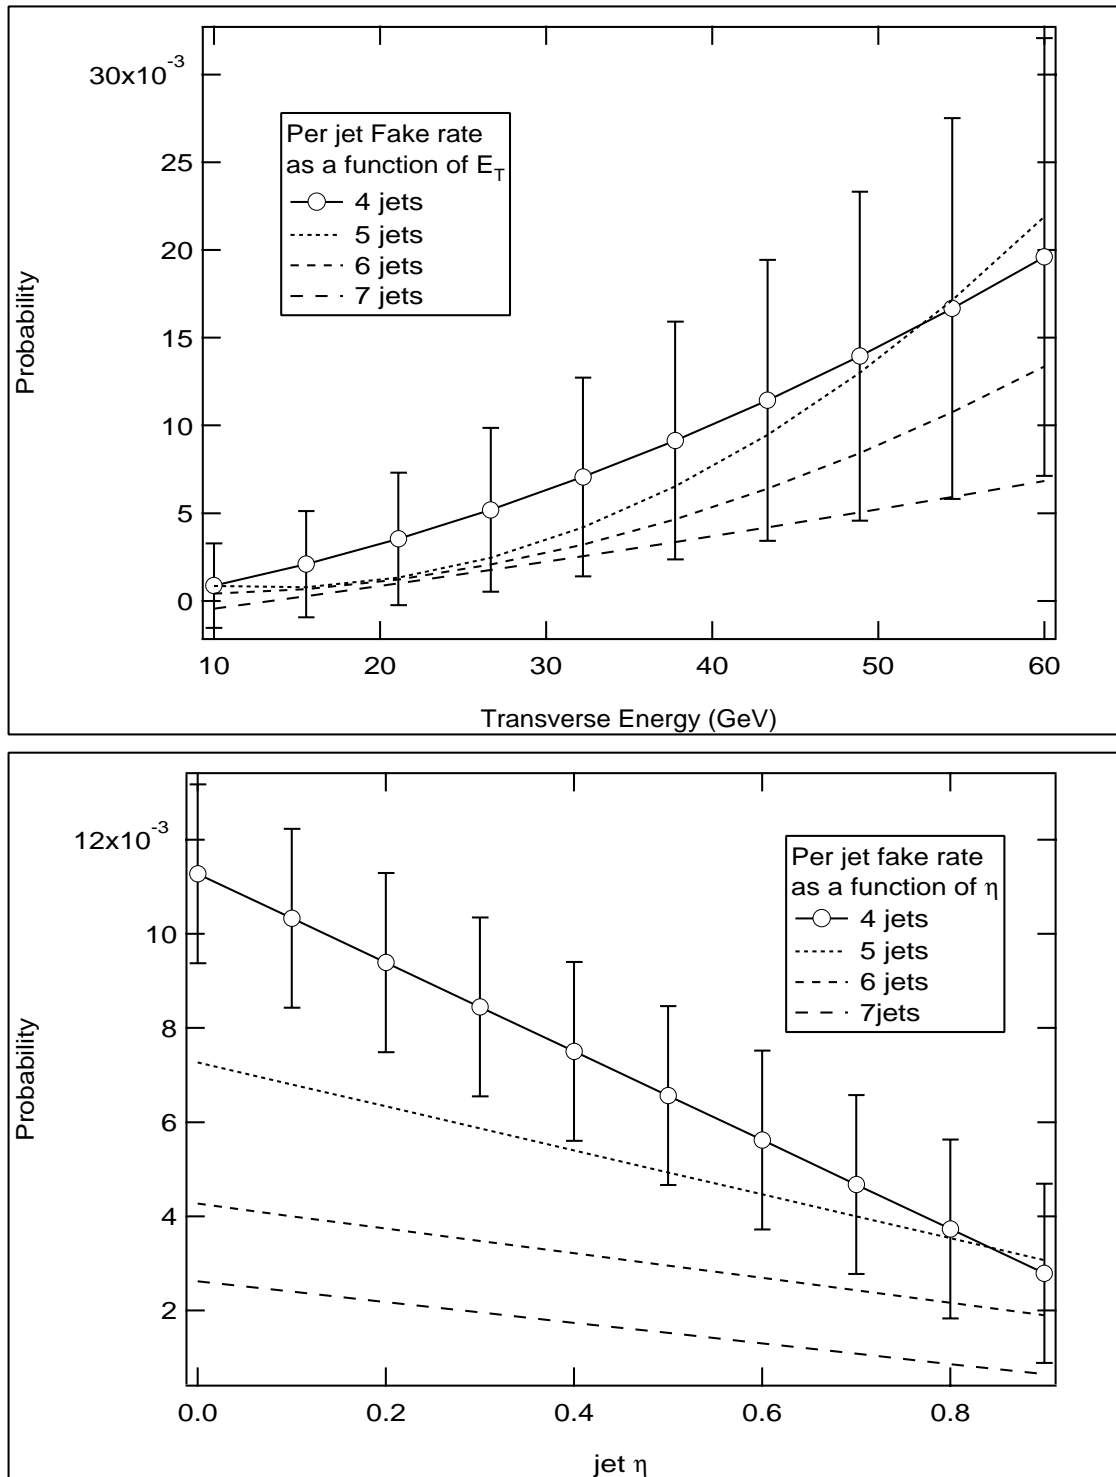 30x10-3
25
20
15
10
5
0
Probability
Per jet Fake rate
as a function of ET
4 jets
5 jets
6 jets
7 jets
10 20 30 40 50 60
Transverse Energy (GeV)
12x10-3
10
8
6
4
2
Probability
Per jet fake rate
as a function of η
4 jets
5 jets
6 jets
7jets
0.0 0.2 0.4 0.6 0.8
jet η